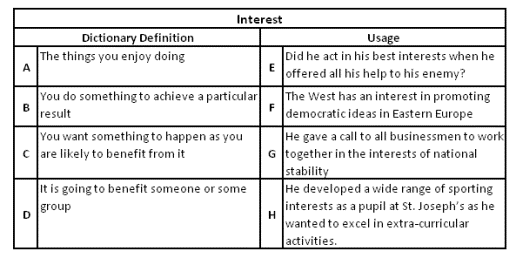 Interest
Dictionary Definition
Usage
A
The things you enjoy doing
E
Did he act in his best interests when he
offered all his help to his enemy?
B
You do something to achieve a particular
result
F
The West has an interest in promoting
democratic ideas in Eastern Europe
C
You want something to happen as you
are likely to benefit from it
G
He gave a call to all businessmen to work
together in the interests of national
stability
D
It is going to benefit someone or some
group
H
He developed a wide range of sporting
interests as a pupil at St. Joseph's as he
wanted to excel in extra-curricular
activities.